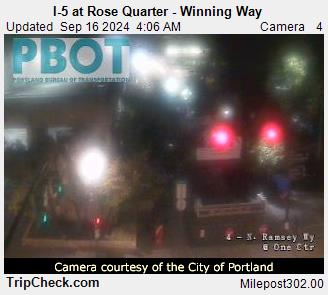 I-5 at Rose Quarter - Winning Way
Updated Sep 16 2024 4:06 AM Camera 4
PBOT
PORTLAND BUREAU OF TRANSPORTATION
4 - N. Ramsey Wy
@ One Ctr
Camera courtesy of the City of Portland
TripCheck.com Milepost302.00